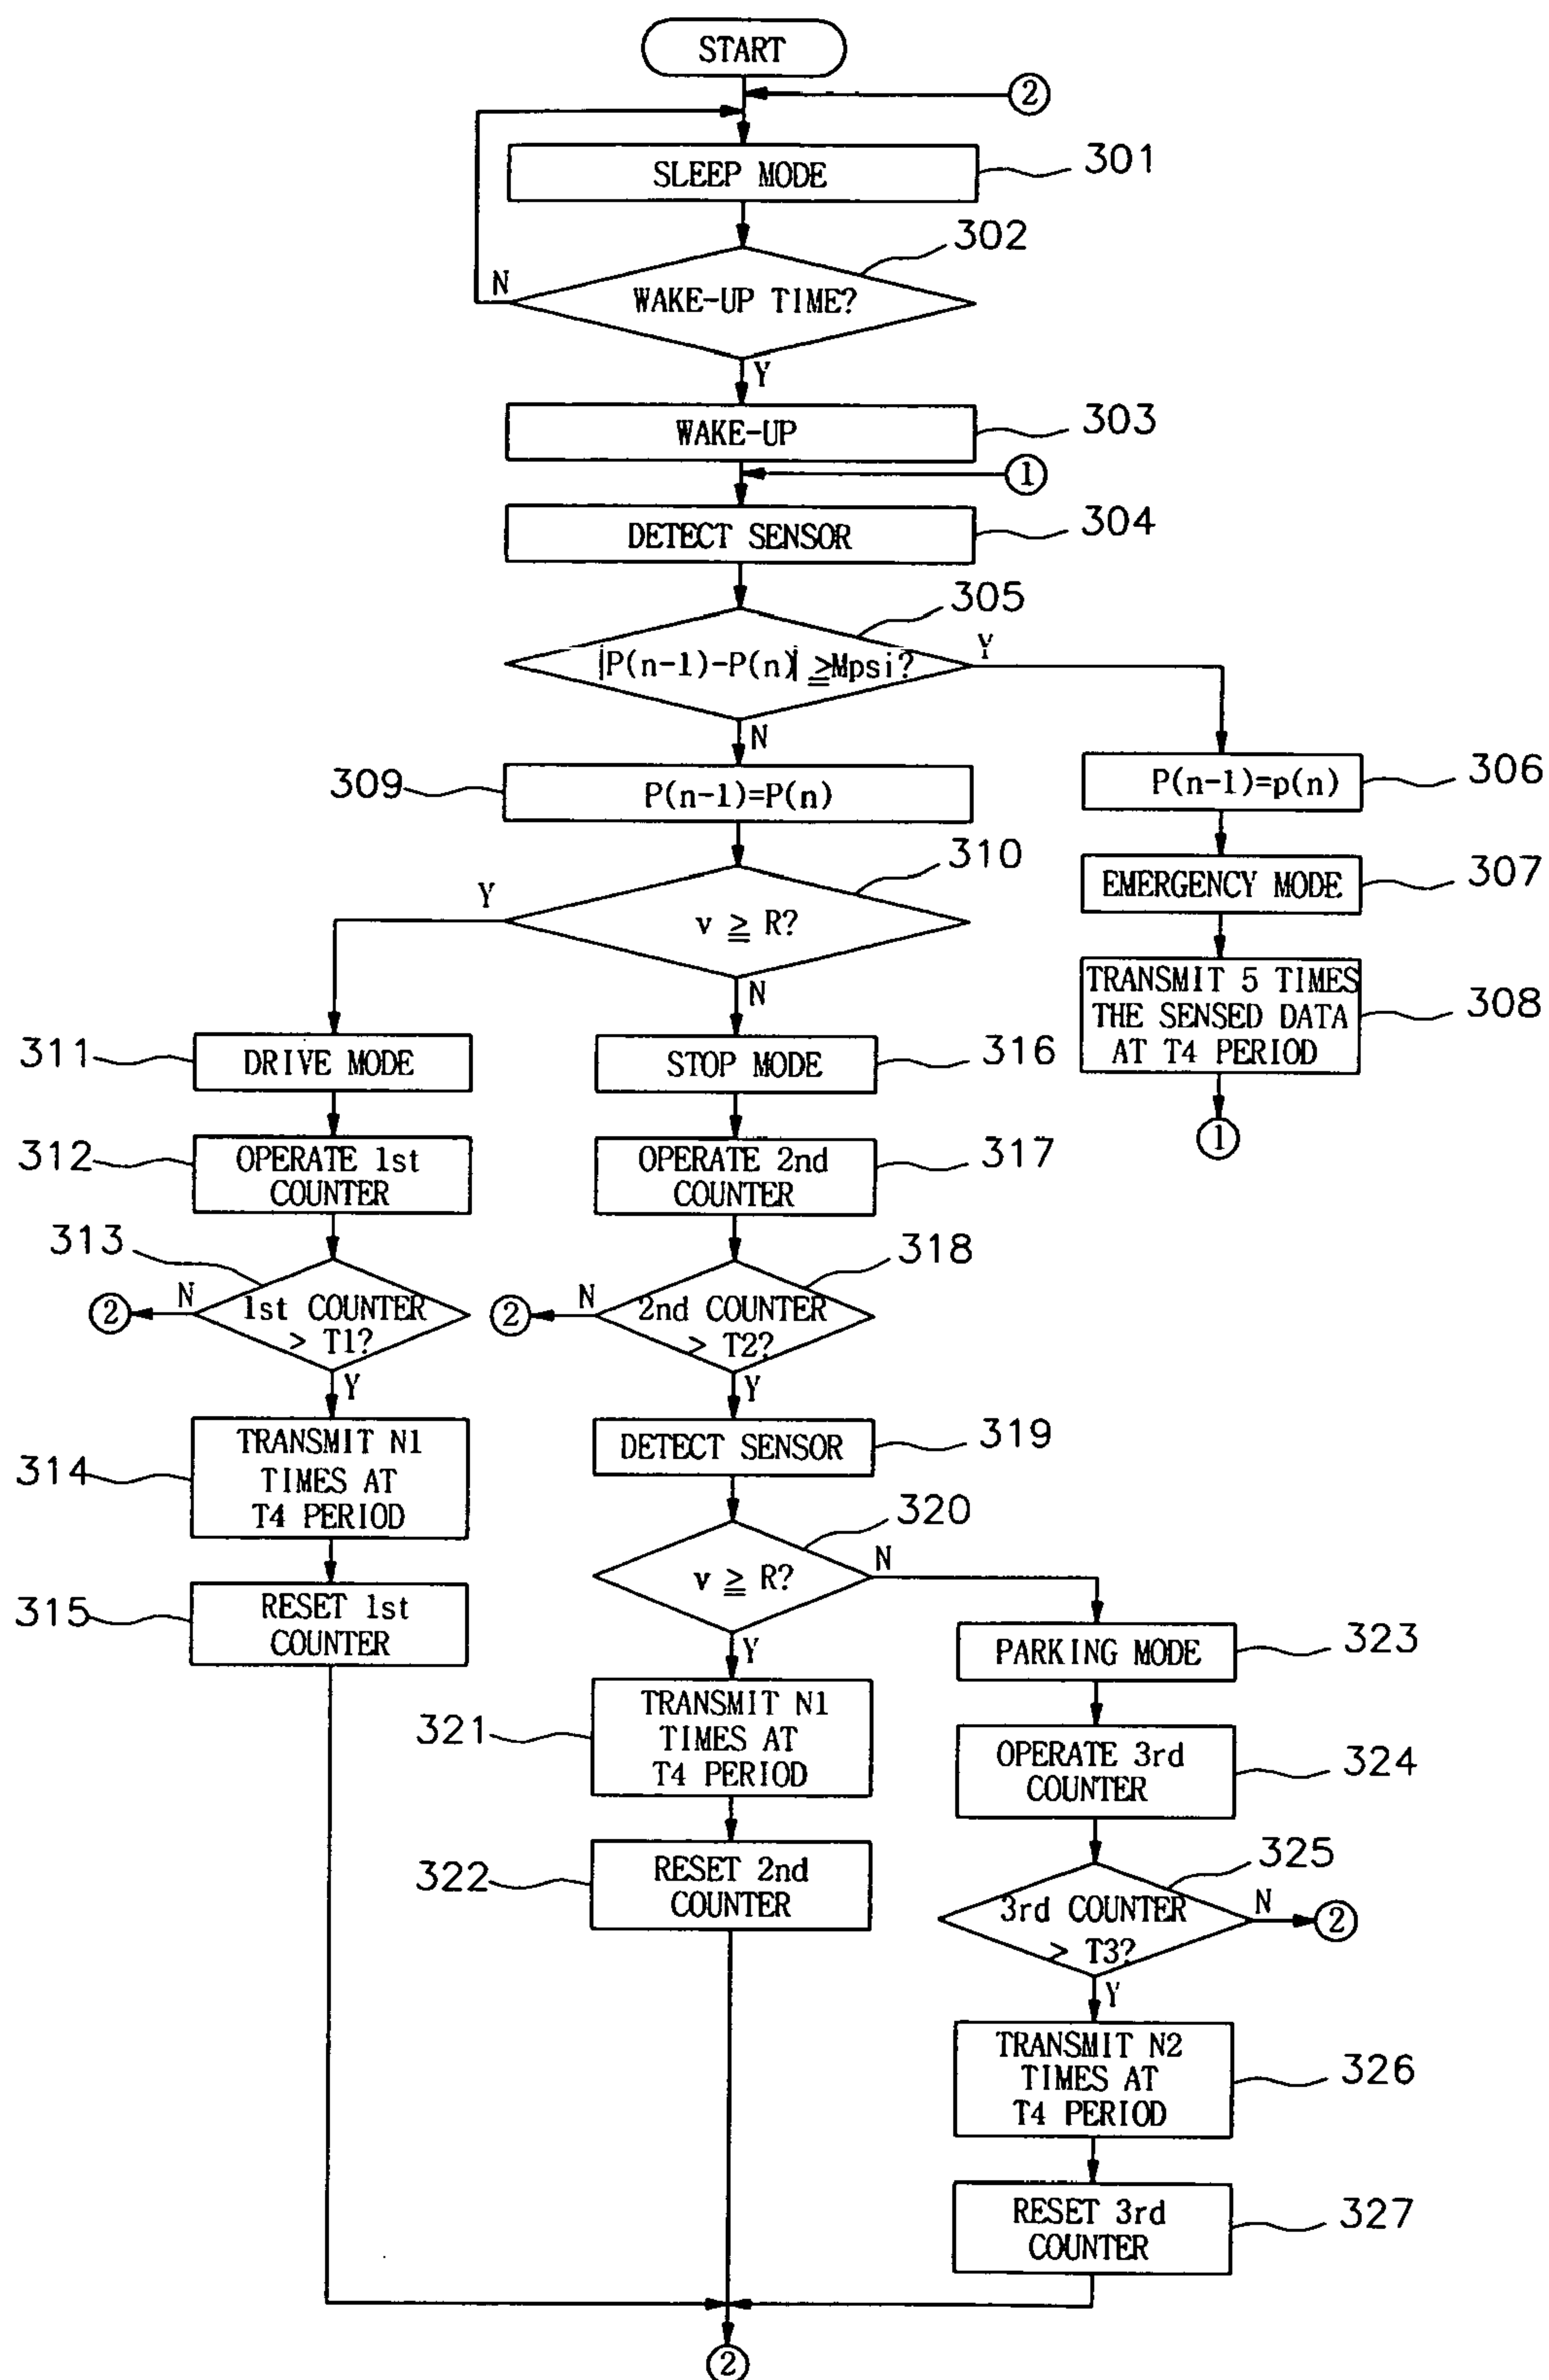 START
②
SLEEP MODE
301
302
N
WAKE-UP TIME?
Y
WAKE-UP
303
①
DETECT SENSOR
304
305
|P(n-1)-P(n)| ≧Mpsi?
Y
N
309
P(n-1)=P(n)
P(n-1)=p(n)
306
310
Y
v ≧ R?
N
EMERGENCY MODE
307
TRANSMIT 5 TIMES
THE SENSED DATA
AT T4 PERIOD
308
①
311
DRIVE MODE
312
OPERATE 1st
COUNTER
313
N
②
1st COUNTER
> T1?
Y
314
TRANSMIT N1
TIMES AT
T4 PERIOD
315
RESET 1st
COUNTER
STOP MODE
316
OPERATE 2nd
COUNTER
317
318
N
②
2nd COUNTER
> T2?
Y
DETECT SENSOR
319
320
v ≧ R?
N
Y
321
TRANSMIT N1
TIMES AT
T4 PERIOD
322
RESET 2nd
COUNTER
PARKING MODE
323
OPERATE 3rd
COUNTER
324
325
3rd COUNTER
> T3?
N
②
Y
TRANSMIT N2
TIMES AT
T4 PERIOD
326
RESET 3rd
COUNTER
327
②